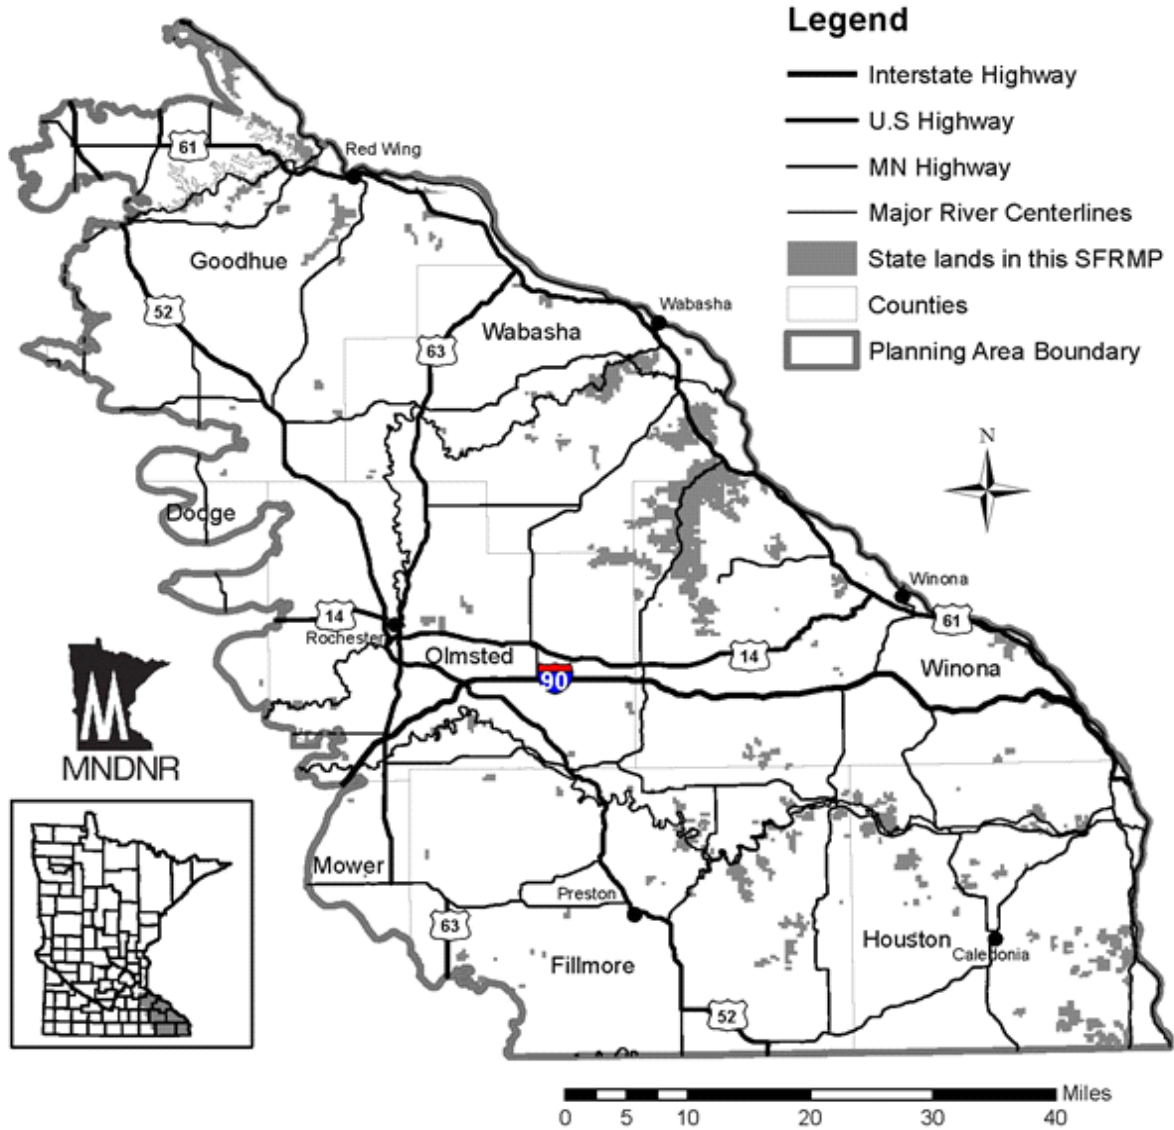 Legend
Interstate Highway
U.S Highway
MN Highway
Major River Centerlines
State lands in this SFRMP
Counties
Planning Area Boundary
61
Red Wing
Goodhue
52
Wabasha
Wabasha
63
N
Dodge
Winona
14
Rochester
61
Olmsted
14
Winona
90
M
MNDNR
Mower
Preston
63
Houston
Caledonia
Fillmore
52
Miles
0 5 10 20 30 40